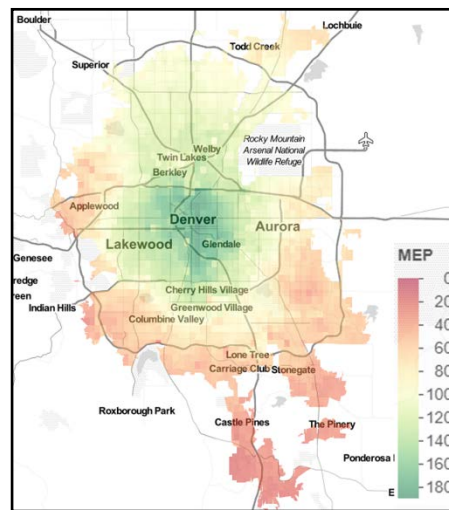 Boulder
Lochbuie
Todd Creek
Superior
Rocky Mountain
Arsenal National
Wildlife Refuge
Welby
Twin Lakes
Berkley
Applewood
Denver
Aurora
Lakewood
Glendale
Genesee
MEP
redge
reen
Indian Hills
Cherry Hills Village
Greenwood Village
Columbine Valley
Lone Tree
Carriage Club
Stonegate
Roxborough Park
Castle Pines
The Pinery
Ponderosa
E
0
20
40
60
80
100
120
140
160
180